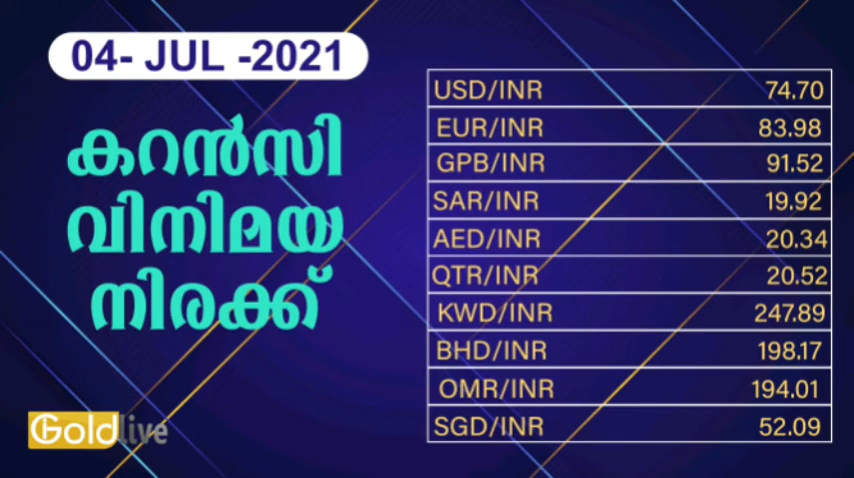 04- JUL -2021
കറൻസി
വിനിമയ
നിരക്ക്
USD/INR 74.70
EUR/INR 83.98
GPB/INR 91.52
SAR/INR 19.92
AED/INR 20.34
QTR/INR 20.52
KWD/INR 247.89
BHD/INR 198.17
OMR/INR 194.01
SGD/INR 52.09
Goldlive